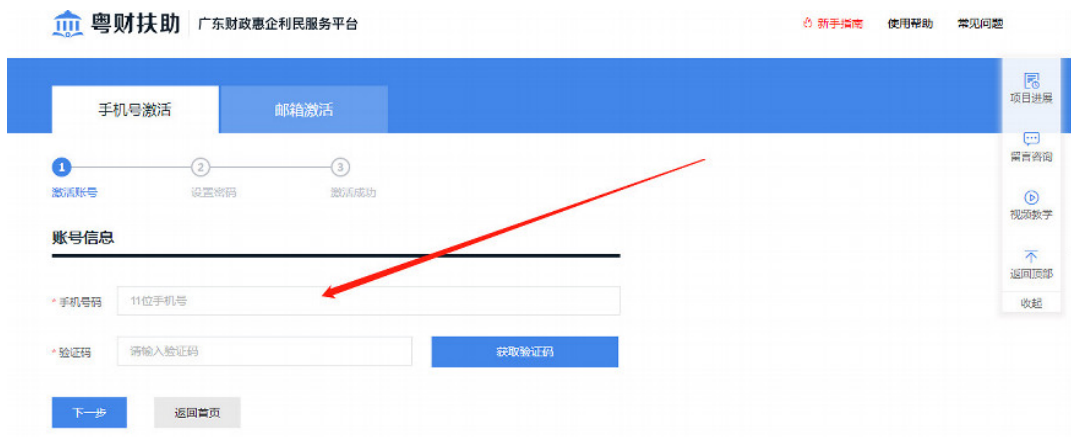 粤财扶助 广东财政惠企利民服务平台
新手指南 使用帮助 常见问题
手机号激活 邮箱激活
项目进展
留言咨询
视频教学
返回顶部
收起
1 2 3
激活账号 设置密码 激活成功
账号信息
* 手机号码 11位手机号
* 验证码 请输入验证码 获取验证码
下一步 返回首页